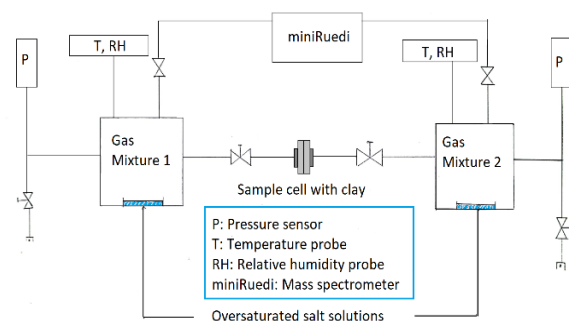 miniRuedi
T, RH
T, RH
P
P
Gas
Mixture 1
Gas
Mixture 2
Sample cell with clay
P: Pressure sensor
T: Temperature probe
RH: Relative humidity probe
miniRuedi: Mass spectrometer
Oversaturated salt solutions